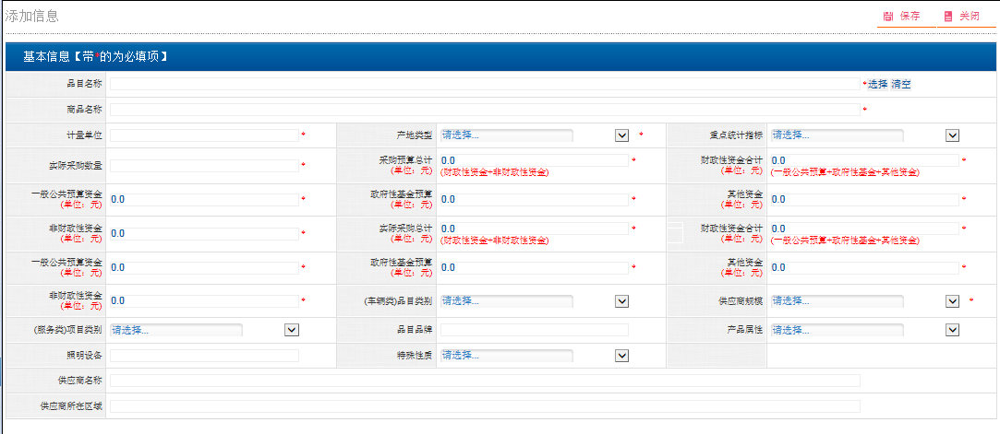 添加信息
保存
关闭
基本信息【带*的为必填项】
品目名称
*选择 清空
商品名称
*
计量单位
*
产地类型
请选择...
*
重点统计指标
请选择...
实际采购数量
*
采购预算总计
(单位：元)
0.0
*
(财政性资金+非财政性资金)
财政性资金合计
(单位：元)
0.0
*
(一般公共预算+政府性基金+其他资金)
一般公共预算资金
(单位：元)
0.0
*
政府性基金预算
(单位：元)
0.0
*
其他资金
(单位：元)
0.0
*
非财政性资金
(单位：元)
0.0
*
实际采购总计
(单位：元)
0.0
*
(财政性资金+非财政性资金)
财政性资金合计
(单位：元)
0.0
*
(一般公共预算+政府性基金+其他资金)
一般公共预算资金
(单位：元)
0.0
*
政府性基金预算
(单位：元)
0.0
*
其他资金
(单位：元)
0.0
*
非财政性资金
(单位：元)
0.0
*
(车辆类)品目类别
请选择...
供应商规模
请选择...
*
(服务类)项目类别
请选择...
品目品牌
产品属性
请选择...
照明设备
特殊性质
请选择...
供应商名称
供应商所在区域